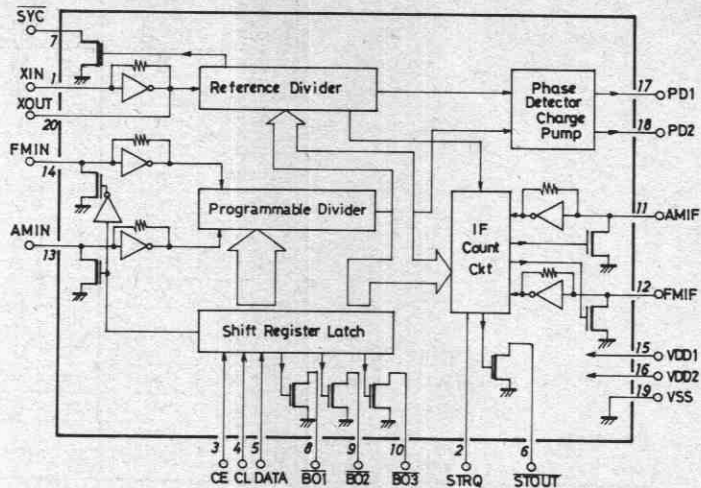 SYC
7
XIN
1
XOUT
20
Reference Divider
Phase
Detector
Charge
Pump
17
PD1
18
PD2
FMIN
14
AMIN
13
Programmable Divider
IF
Count
Ckt
11
AMIF
12
FMIF
Shift Register Latch
15
VDD1
16
VDD2
19
VSS
3
4
5
8
9
10
2
6
CE
CL
DATA
BO1
BO2
BO3
STRQ
STOUT